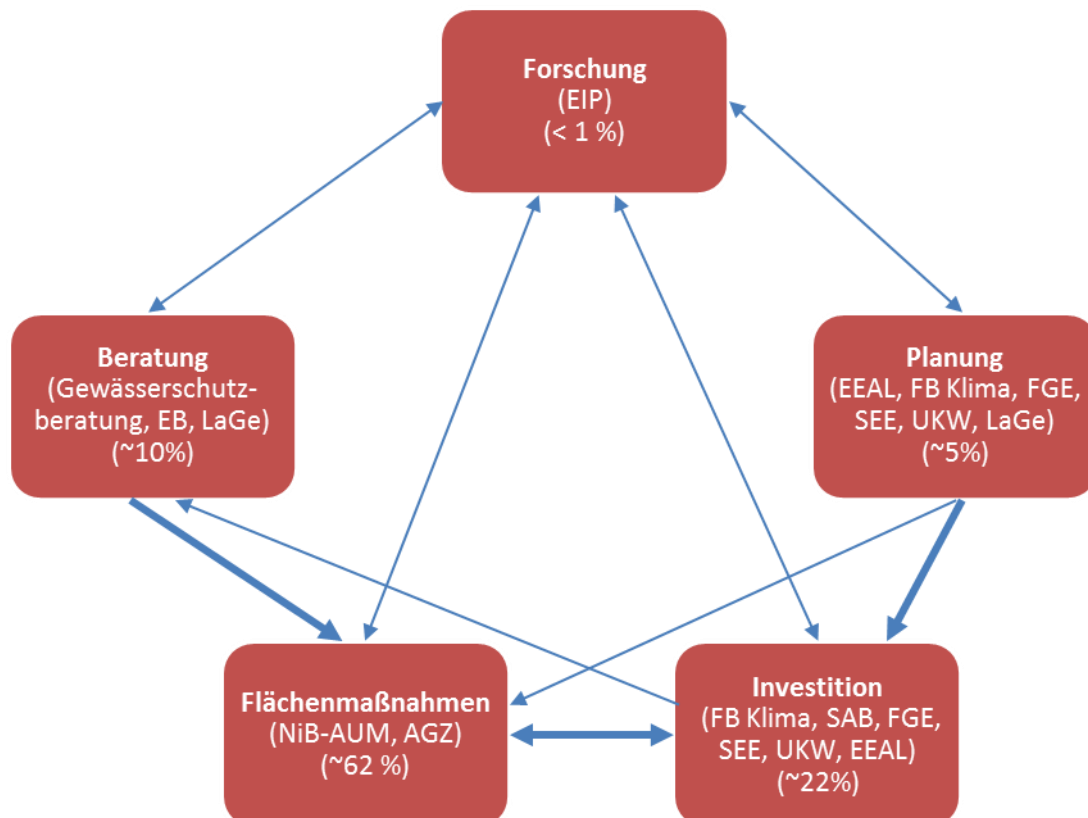 Forschung
(EIP)
(< 1 %)
Beratung
(Gewässerschutz-
beratung, EB, LaGe)
(~10%)
Planung
(EEAL, FB Klima, FGE,
SEE, UKW, LaGe)
(~5%)
Flächenmaßnahmen
(NiB-AUM, AGZ)
(~62 %)
Investition
(FB Klima, SAB, FGE,
SEE, UKW, EEAL)
(~22%)